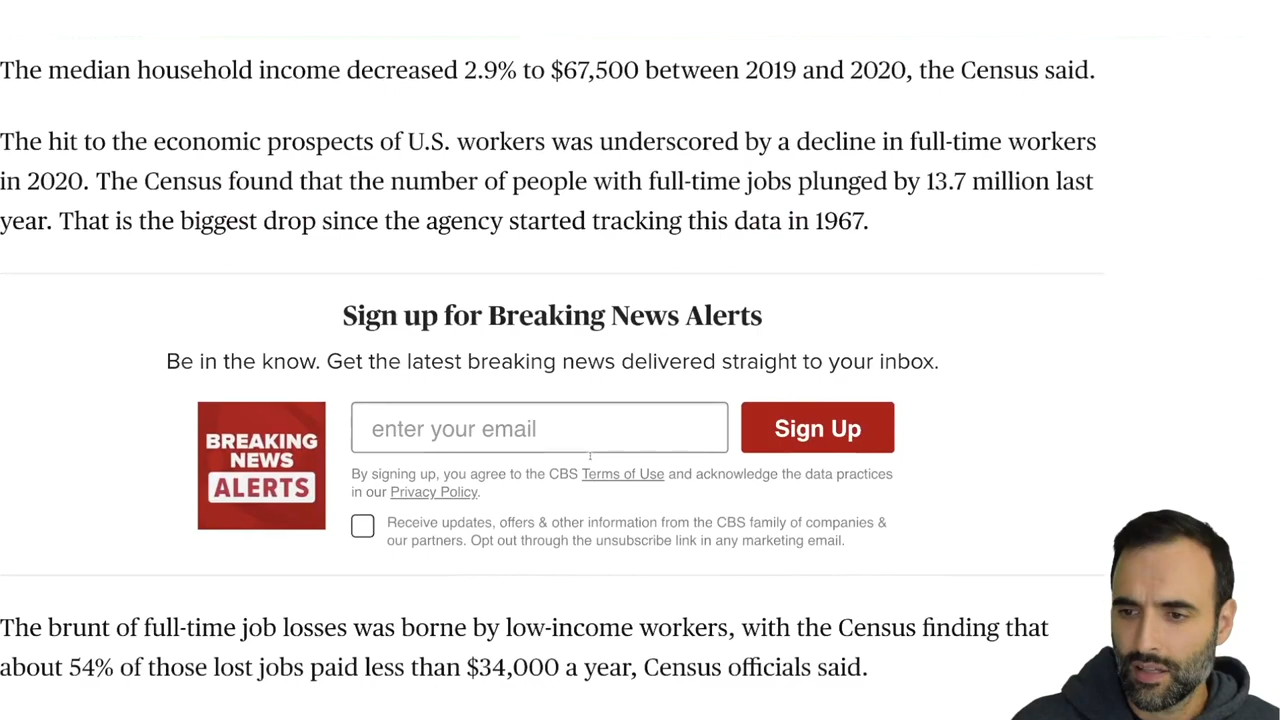 The median household income decreased 2.9% to $67,500 between 2019 and 2020, the Census said.
The hit to the economic prospects of U.S. workers was underscored by a decline in full-time workers
in 2020. The Census found that the number of people with full-time jobs plunged by 13.7 million last
year. That is the biggest drop since the agency started tracking this data in 1967.
Sign up for Breaking News Alerts
Be in the know. Get the latest breaking news delivered straight to your inbox.
BREAKING
NEWS
ALERTS
enter your email
Sign Up
By signing up, you agree to the CBS Terms of Use and acknowledge the data practices
in our Privacy Policy.
Receive updates, offers & other information from the CBS family of companies &
our partners. Opt out through the unsubscribe link in any marketing email.
The brunt of full-time job losses was borne by low-income workers, with the Census finding that
about 54% of those lost jobs paid less than $34,000 a year, Census officials said.